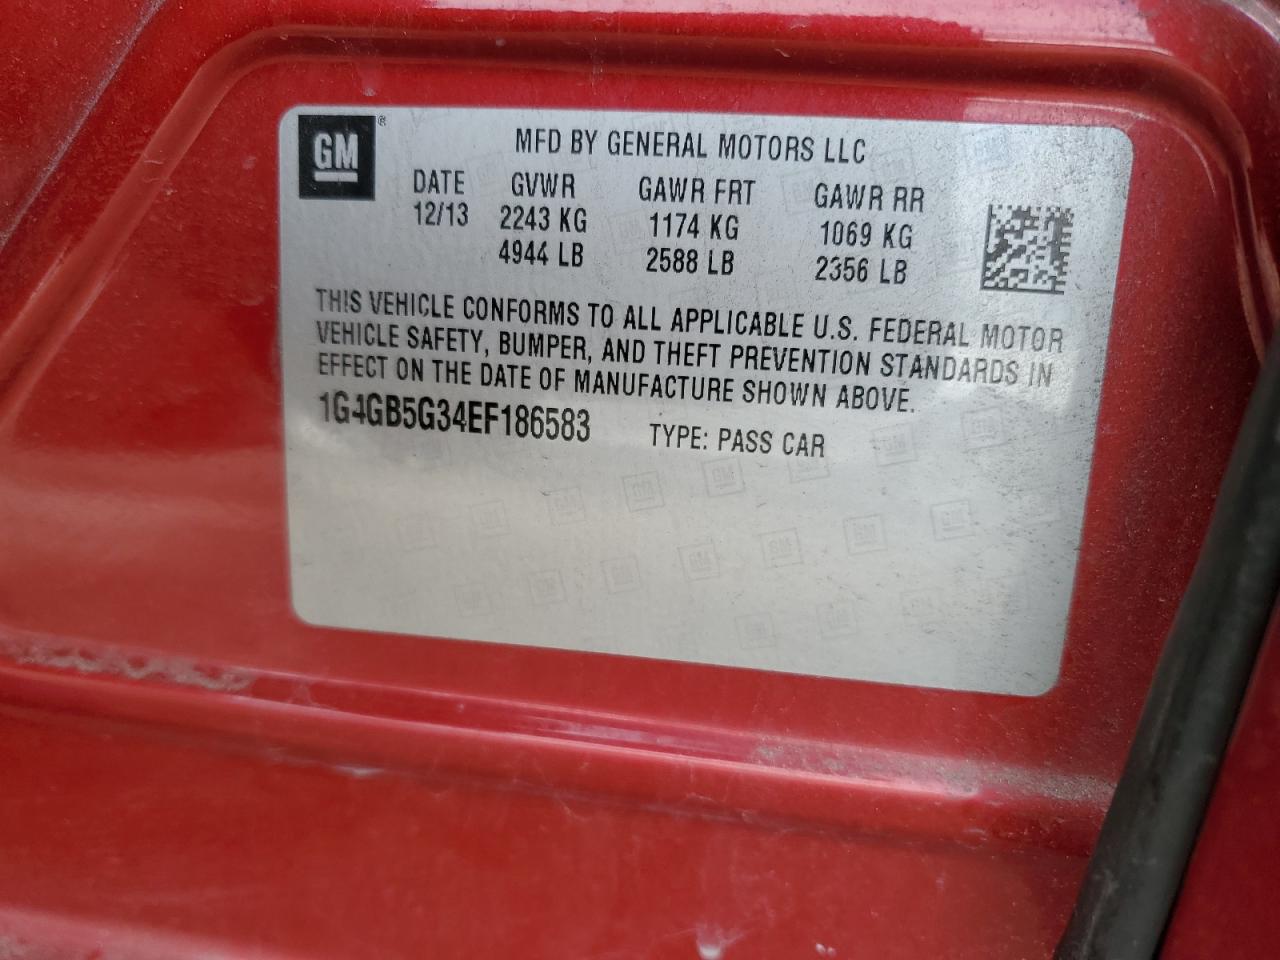 GM®
MFD BY GENERAL MOTORS LLC
DATE GVWR GAWR FRT GAWR RR
12/13 2243 KG 1174 KG 1069 KG
4944 LB 2588 LB 2356 LB
THIS VEHICLE CONFORMS TO ALL APPLICABLE U.S. FEDERAL MOTOR
VEHICLE SAFETY, BUMPER, AND THEFT PREVENTION STANDARDS IN
EFFECT ON THE DATE OF MANUFACTURE SHOWN ABOVE.
1G4GB5G34EF186583 TYPE: PASS CAR